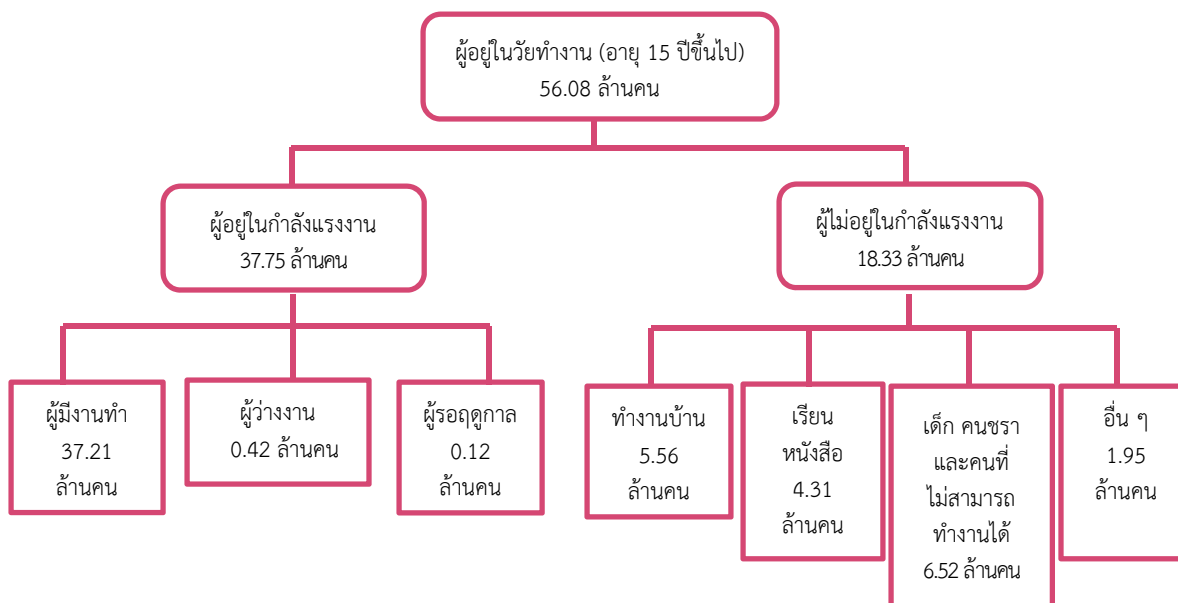 ผู้อยู่ในวัยทำงาน (อายุ 15 ปีขึ้นไป)
56.08 ล้านคน
ผู้อยู่ในกำลังแรงงาน
37.75 ล้านคน
ผู้ไม่อยู่ในกำลังแรงงาน
18.33 ล้านคน
ผู้มีงานทำ
37.21
ล้านคน
ผู้ว่างงาน
0.42 ล้านคน
ผู้รอฤดูกาล
0.12
ล้านคน
ทำงานบ้าน
5.56
ล้านคน
เรียน
หนังสือ
4.31
ล้านคน
เด็ก คนชรา
และคนที่
ไม่สามารถ
ทำงานได้
6.52 ล้านคน
อื่น ๆ
1.95
ล้านคน